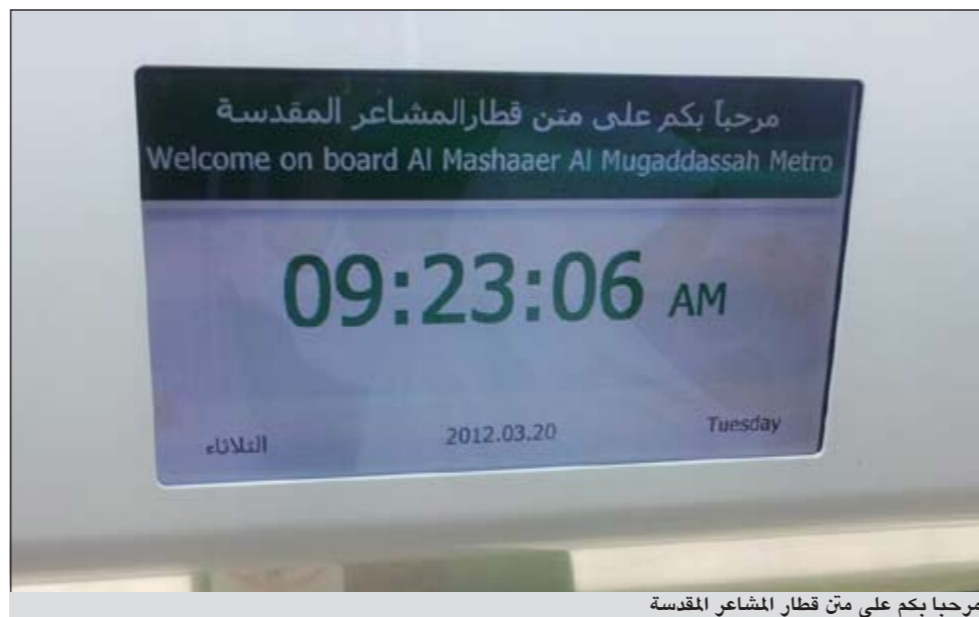 مرحباً بكم على متن قطارالمشاعر المقدسة
Welcome on board Al Mashaaer Al Mugaddassah Metro
09:23:06 AM
الثلاثاء 2012.03.20 Tuesday
مرحبا بكم على متن قطار المشاعر المقدسة